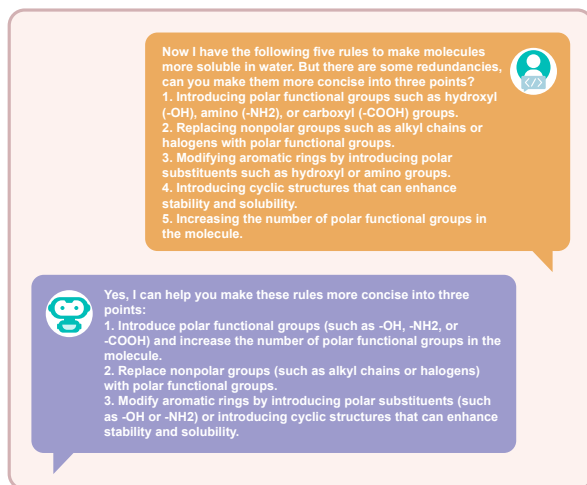 Now I have the following five rules to make molecules
more soluble in water. But there are some redundancies,
can you make them more concise into three points?
1. Introducing polar functional groups such as hydroxyl
(-OH), amino (-NH2), or carboxyl (-COOH) groups.
2. Replacing nonpolar groups such as alkyl chains or
halogens with polar functional groups.
3. Modifying aromatic rings by introducing polar
substituents such as hydroxyl or amino groups.
4. Introducing cyclic structures that can enhance
stability and solubility.
5. Increasing the number of polar functional groups in
the molecule.
</>
Yes, I can help you make these rules more concise into three
points:
1. Introduce polar functional groups (such as -OH, -NH2, or
-COOH) and increase the number of polar functional groups in the
molecule.
2. Replace nonpolar groups (such as alkyl chains or halogens)
with polar functional groups.
3. Modify aromatic rings by introducing polar substituents (such
as -OH or -NH2) or introducing cyclic structures that can enhance
stability and solubility.